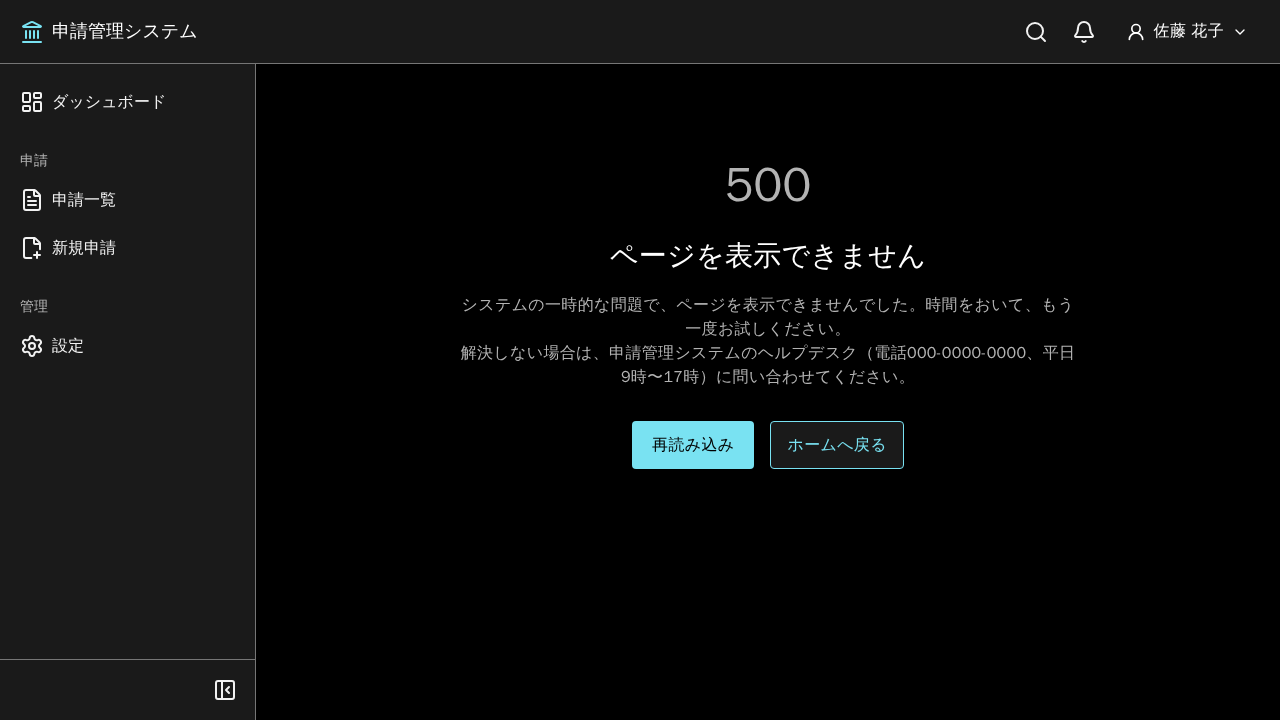 申請管理システム
佐藤 花子
ダッシュボード
申請
申請一覧
新規申請
管理
設定
500
ページを表示できません
システムの一時的な問題で、ページを表示できませんでした。時間をおいて、もう
一度お試しください。
解決しない場合は、申請管理システムのヘルプデスク（電話000-0000-0000、平日
9時〜17時）に問い合わせてください。
再読み込み
ホームへ戻る